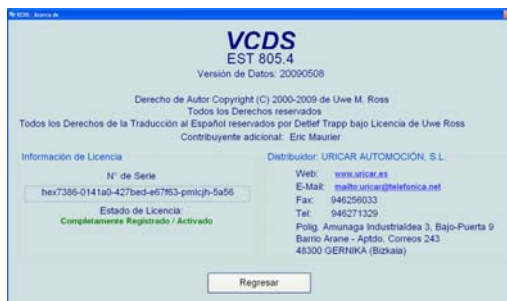 VCDS: Acerca de
VCDS
EST 805.4
Versión de Datos: 20090508
Derecho de Autor Copyright (C) 2000-2009 de Uwe M. Ross
Todos los Derechos reservados
Todos los Derechos de la Traducción al Español reservados por Detlef Trapp bajo Licencia de Uwe Ross
Contribuyente adicional: Eric Maurier
Información de Licencia
N° de Serie
hex7386-0141a0-427bed-e67f63-pmlcjh-5a56
Estado de Licencia:
Completamente Registrado / Activado
Distribuidor: URICAR AUTOMOCIÓN, S.L.
Web: www.uricar.es
E-Mail: mailto:uricar@telefonica.net
Fax: 946256033
Tel: 946271329
Polig. Amunaga Industrialdea 3, Bajo-Puerta 9
Barrio Arane - Aptdo. Correos 243
48300 GERNIKA (Bizkaia)
Regresar